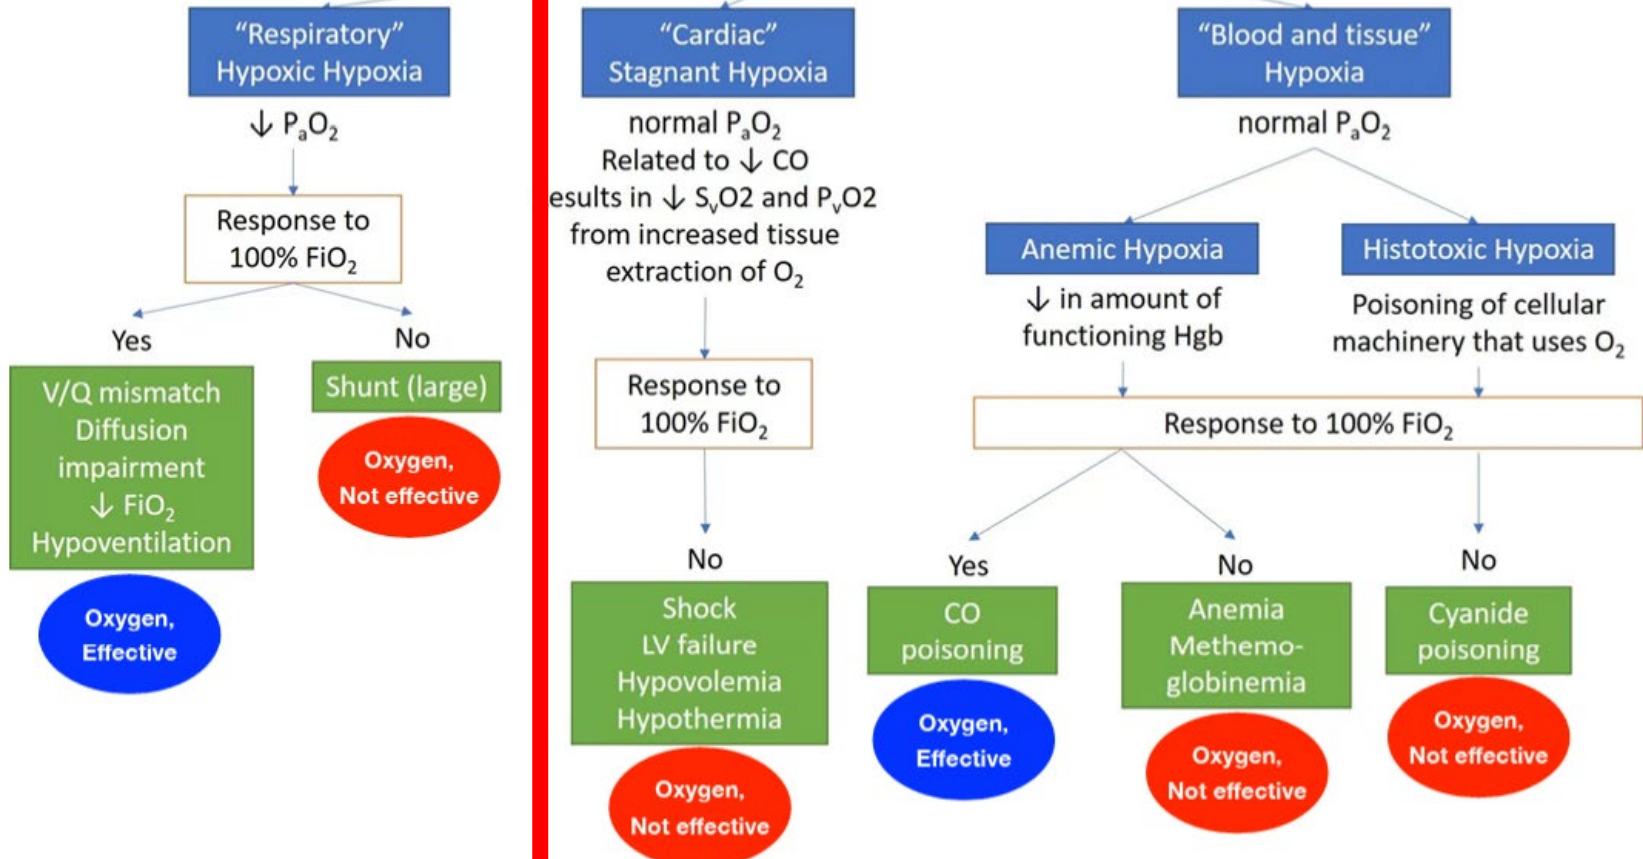 “Respiratory”
Hypoxic Hypoxia
↓ PaO2
Response to
100% FiO2
Yes
No
V/Q mismatch
Diffusion
impairment
↓ FiO2
Hypoventilation
Shunt (large)
Oxygen,
Not effective
Oxygen,
Effective
“Cardiac”
Stagnant Hypoxia
normal PaO2
Related to ↓ CO
esults in ↓ SvO2 and PvO2
from increased tissue
extraction of O2
Response to
100% FiO2
No
Shock
LV failure
Hypovolemia
Hypothermia
Oxygen,
Not effective
“Blood and tissue”
Hypoxia
normal PaO2
Anemic Hypoxia
↓ in amount of
functioning Hgb
Histotoxic Hypoxia
Poisoning of cellular
machinery that uses O2
Response to 100% FiO2
Yes
CO
poisoning
Oxygen,
Effective
No
Anemia
Methemo-
globinemia
Oxygen,
Not effective
No
Cyanide
poisoning
Oxygen,
Not effective